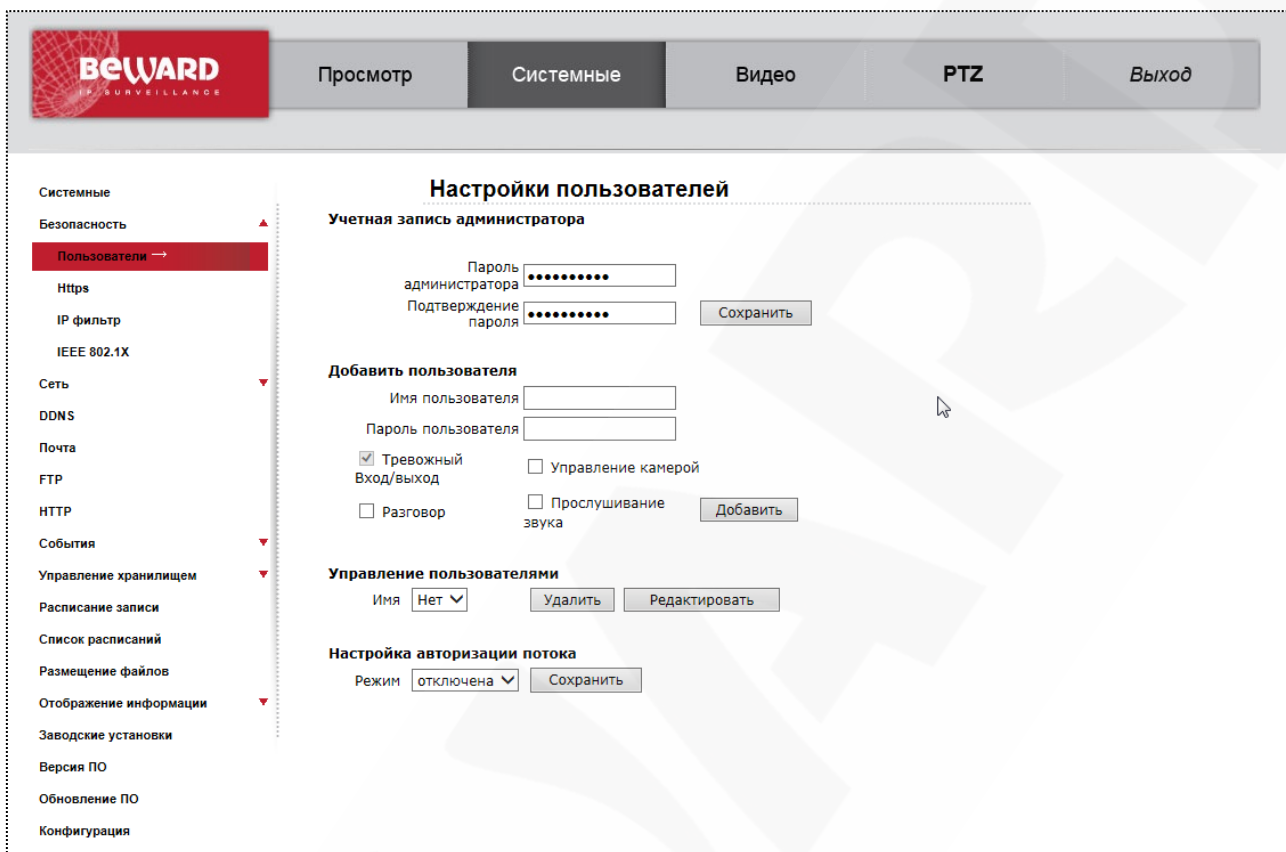 BEWARD
IP SURVEILLANCE
Просмотр
Системные
Видео
PTZ
Выход
Системные
Безопасность
Пользователи →
Https
IP фильтр
IEEE 802.1X
Сеть
DDNS
Почта
FTP
HTTP
События
Управление хранилищем
Расписание записи
Список расписаний
Размещение файлов
Отображение информации
Заводские установки
Версия ПО
Обновление ПО
Конфигурация
Настройки пользователей
Учетная запись администратора
Пароль
администратора ••••••••••
Подтверждение
пароля ••••••••••
Сохранить
Добавить пользователя
Имя пользователя
Пароль пользователя
Тревожный
Вход/выход
Управление камерой
Разговор
Прослушивание
звука
Добавить
Управление пользователями
Имя Нет Удалить Редактировать
Настройка авторизации потока
Режим отключена Сохранить